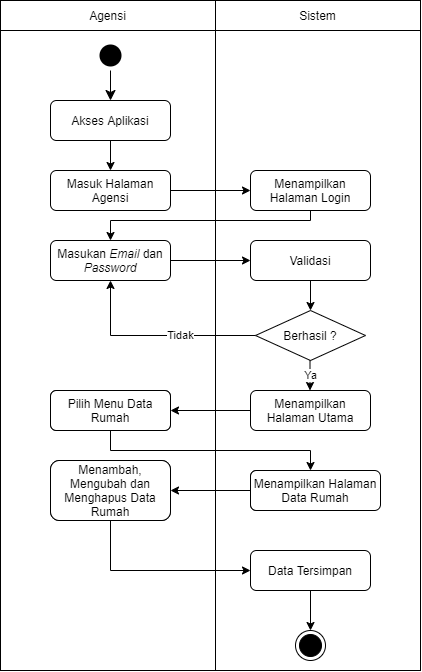 Agensi
Sistem
Akses Aplikasi
Masuk Halaman
Agensi
Menampilkan
Halaman Login
Masukan Email dan
Password
Validasi
Berhasil ?
Tidak
Ya
Menampilkan
Halaman Utama
Pilih Menu Data
Rumah
Menampilkan Halaman
Data Rumah
Menambah,
Mengubah dan
Menghapus Data
Rumah
Data Tersimpan